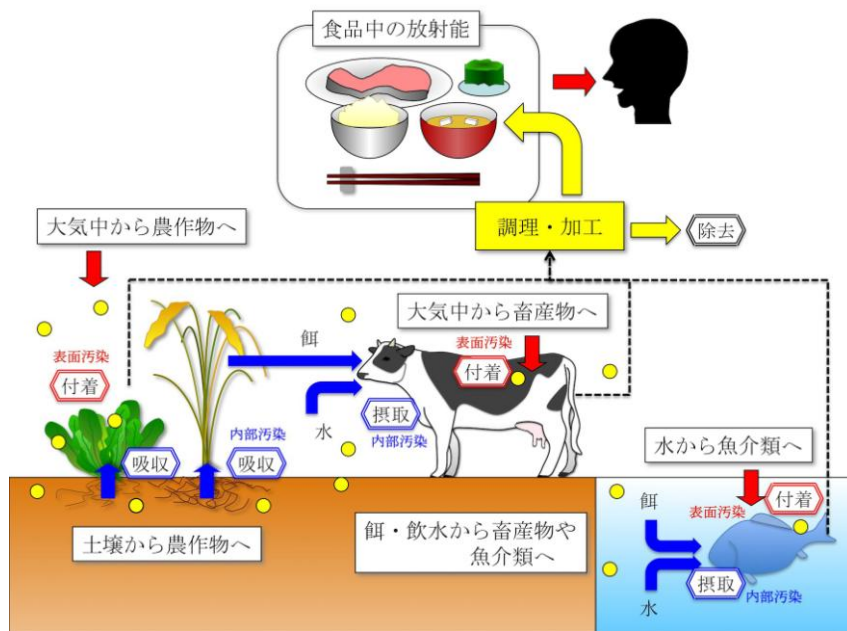 食品中の放射能
大気中から農作物へ
調理・加工
除去
大気中から畜産物へ
餌
表面汚染
付着
表面汚染
付着
摂取
内部汚染
水
内部汚染
吸収
吸収
水から魚介類へ
付着
表面汚染
餌
土壌から農作物へ
餌・飲水から畜産物や
魚介類へ
摂取
内部汚染
水